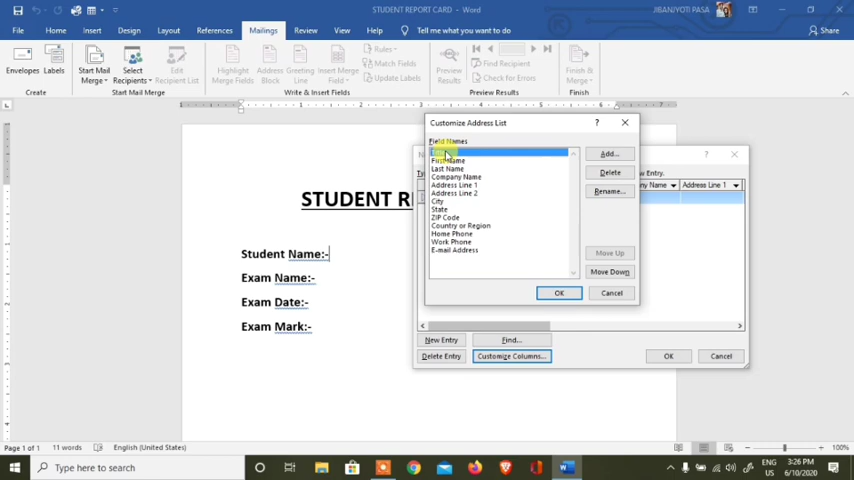 STUDENT REPORT CARD - Word
JIBANJYOTI PASA
File Home Insert Design Layout References Mailings Review View Help Tell me what you want to do Share
Envelopes Labels
Create
Start Mail Merge
Select Recipients
Edit Recipient List
Start Mail Merge
Highlight Merge Fields
Address Block
Greeting Line
Insert Merge Field
Rules
Match Fields
Update Labels
Write & Insert Fields
Preview Results
Find Recipient
Check for Errors
Preview Results
Finish & Merge
Finish
Customize Address List
Field Names
First Name
Last Name
Company Name
Address Line 1
Address Line 2
City
State
ZIP Code
Country or Region
Home Phone
Work Phone
E-mail Address
Add...
Delete
Rename...
Move Up
Move Down
OK Cancel
w Entry.
ny Name Address Line 1
New Entry Find...
Delete Entry Customize Columns... OK Cancel
STUDENT R
Student Name:-
Exam Name:-
Exam Date:-
Exam Mark:-
Page 1 of 1 11 words English (United States) 100%
Type here to search
ENG
US
3:26 PM
6/10/2020